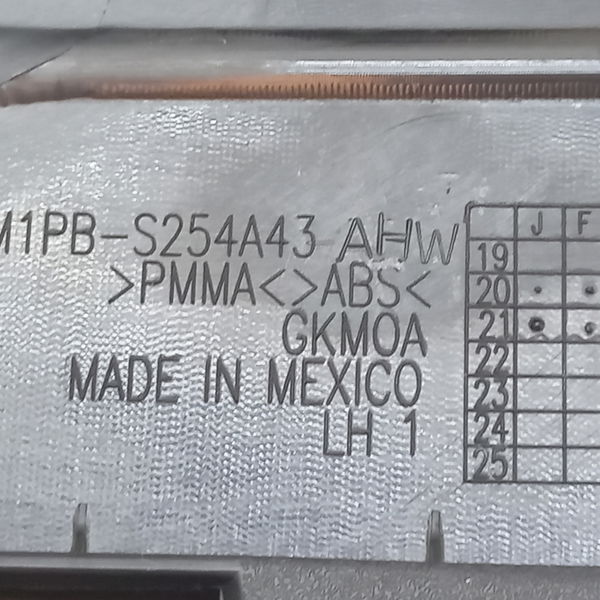 M1PB-S254A43-AHW
>PMMA<>ABS<
GKMOA
MADE IN MEXICO
LH 1
J F
19
20
21
22
23
24
25